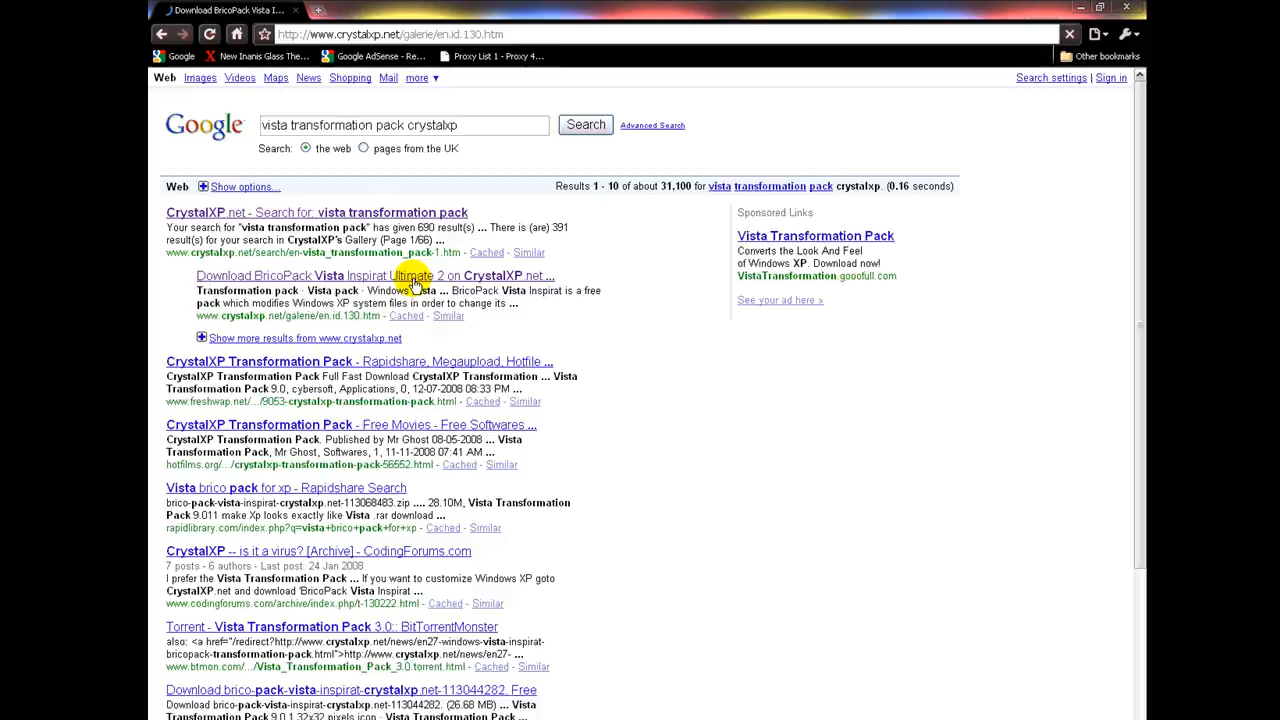 Download BricoPack Vista I...
http://www.crystalxp.net/galerie/en.id.130.htm
Google New Inanis Glass The... Google AdSense - Re... Proxy List 1 - Proxy 4... Other bookmarks
Web Images Videos Maps News Shopping Mail more ▼ Search settings | Sign in
Google vista transformation pack crystalxp Search Advanced Search
Search: the web pages from the UK
Web Show options... Results 1 - 10 of about 31,100 for vista transformation pack crystalxp. (0.16 seconds)
CrystalXP.net - Search for: vista transformation pack
Your search for "vista transformation pack" has given 690 result(s) ... There is (are) 391
result(s) for your search in CrystalXP's Gallery (Page 1/66) ...
www.crystalxp.net/search/en-vista_transformation_pack-1.htm - Cached - Similar
Download BricoPack Vista Inspirat Ultimate 2 on CrystalXP.net ...
Transformation pack · Vista pack · Windows Vista ... BricoPack Vista Inspirat is a free
pack which modifies Windows XP system files in order to change its ...
www.crystalxp.net/galerie/en.id.130.htm - Cached - Similar
Show more results from www.crystalxp.net
CrystalXP Transformation Pack - Rapidshare, Megaupload, Hotfile ...
CrystalXP Transformation Pack Full Fast Download CrystalXP Transformation ... Vista
Transformation Pack 9.0, cybersoft, Applications, 0, 12-07-2008 08:33 PM ...
www.freshwap.net/.../9053-crystalxp-transformation-pack.html - Cached - Similar
CrystalXP Transformation Pack - Free Movies - Free Softwares ...
CrystalXP Transformation Pack. Published by Mr Ghost 08-05-2008 ... Vista
Transformation Pack, Mr Ghost, Softwares, 1, 11-11-2008 07:41 AM ...
hotfilms.org/.../crystalxp-transformation-pack-56552.html - Cached - Similar
Vista brico pack for xp - Rapidshare Search
brico-pack-vista-inspirat-crystalxp.net-113068483.zip .... 28.10M, Vista Transformation
Pack 9.011 make Xp looks exactly like Vista .rar download ...
rapidlibrary.com/index.php?q=vista+brico+pack+for+xp - Cached - Similar
CrystalXP -- is it a virus? [Archive] - CodingForums.com
7 posts - 6 authors - Last post: 24 Jan 2008
I prefer the Vista Transformation Pack ... If you want to customize Windows XP goto
CrystalXP.net and download 'BricoPack Vista Inspirat ...
www.codingforums.com/archive/index.php/t-130222.html - Cached - Similar
Torrent - Vista Transformation Pack 3.0:: BitTorrentMonster
also: <a href="/redirect?http://www.crystalxp.net/news/en27-windows-vista-inspirat-
bricopack-transformation-pack.html">http://www.crystalxp.net/news/en27- ...
www.btmon.com/.../Vista_Transformation_Pack_3.0.torrent.html - Cached - Similar
Download brico-pack-vista-inspirat-crystalxp.net-113044282, Free
Download brico-pack-vista-inspirat-crystalxp.net-113044282. (26.68 MB) ... Vista
Transformation Pack 9.0.1 32x32 pixels icon · Vista Transformation Pack ...
Sponsored Links
Vista Transformation Pack
Converts the Look And Feel
of Windows XP. Download now!
VistaTransformation.gooofull.com
See your ad here »